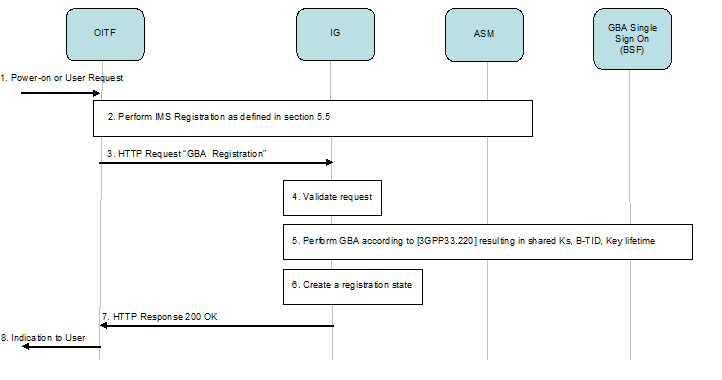 OITF
IG
ASM
GBA Single
Sign On
(BSF)
1. Power-on or User Request
2. Perform IMS Registration as defined in section 5.5
3. HTTP Request “GBA Registration”
4. Validate request
5. Perform GBA according to [3GPP33.220] resulting in shared Ks, B-TID, Key lifetime
6. Create a registration state
7. HTTP Response 200 OK
8. Indication to User